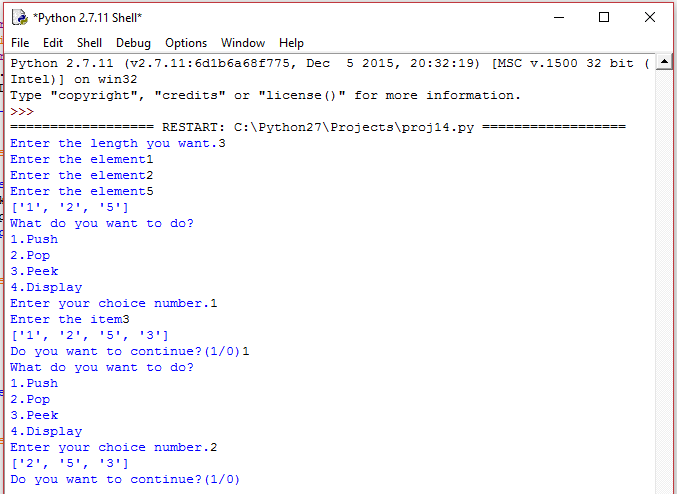 *Python 2.7.11 Shell*
File Edit Shell Debug Options Window Help
Python 2.7.11 (v2.7.11:6d1b6a68f775, Dec  5 2015, 20:32:19) [MSC v.1500 32 bit (
Intel)] on win32
Type "copyright", "credits" or "license()" for more information.
>>>
================== RESTART: C:\Python27\Projects\proj14.py ==================
Enter the length you want.3
Enter the element1
Enter the element2
Enter the element5
['1', '2', '5']
What do you want to do?
1.Push
2.Pop
3.Peek
4.Display
Enter your choice number.1
Enter the item3
['1', '2', '5', '3']
Do you want to continue?(1/0)1
What do you want to do?
1.Push
2.Pop
3.Peek
4.Display
Enter your choice number.2
['2', '5', '3']
Do you want to continue?(1/0)